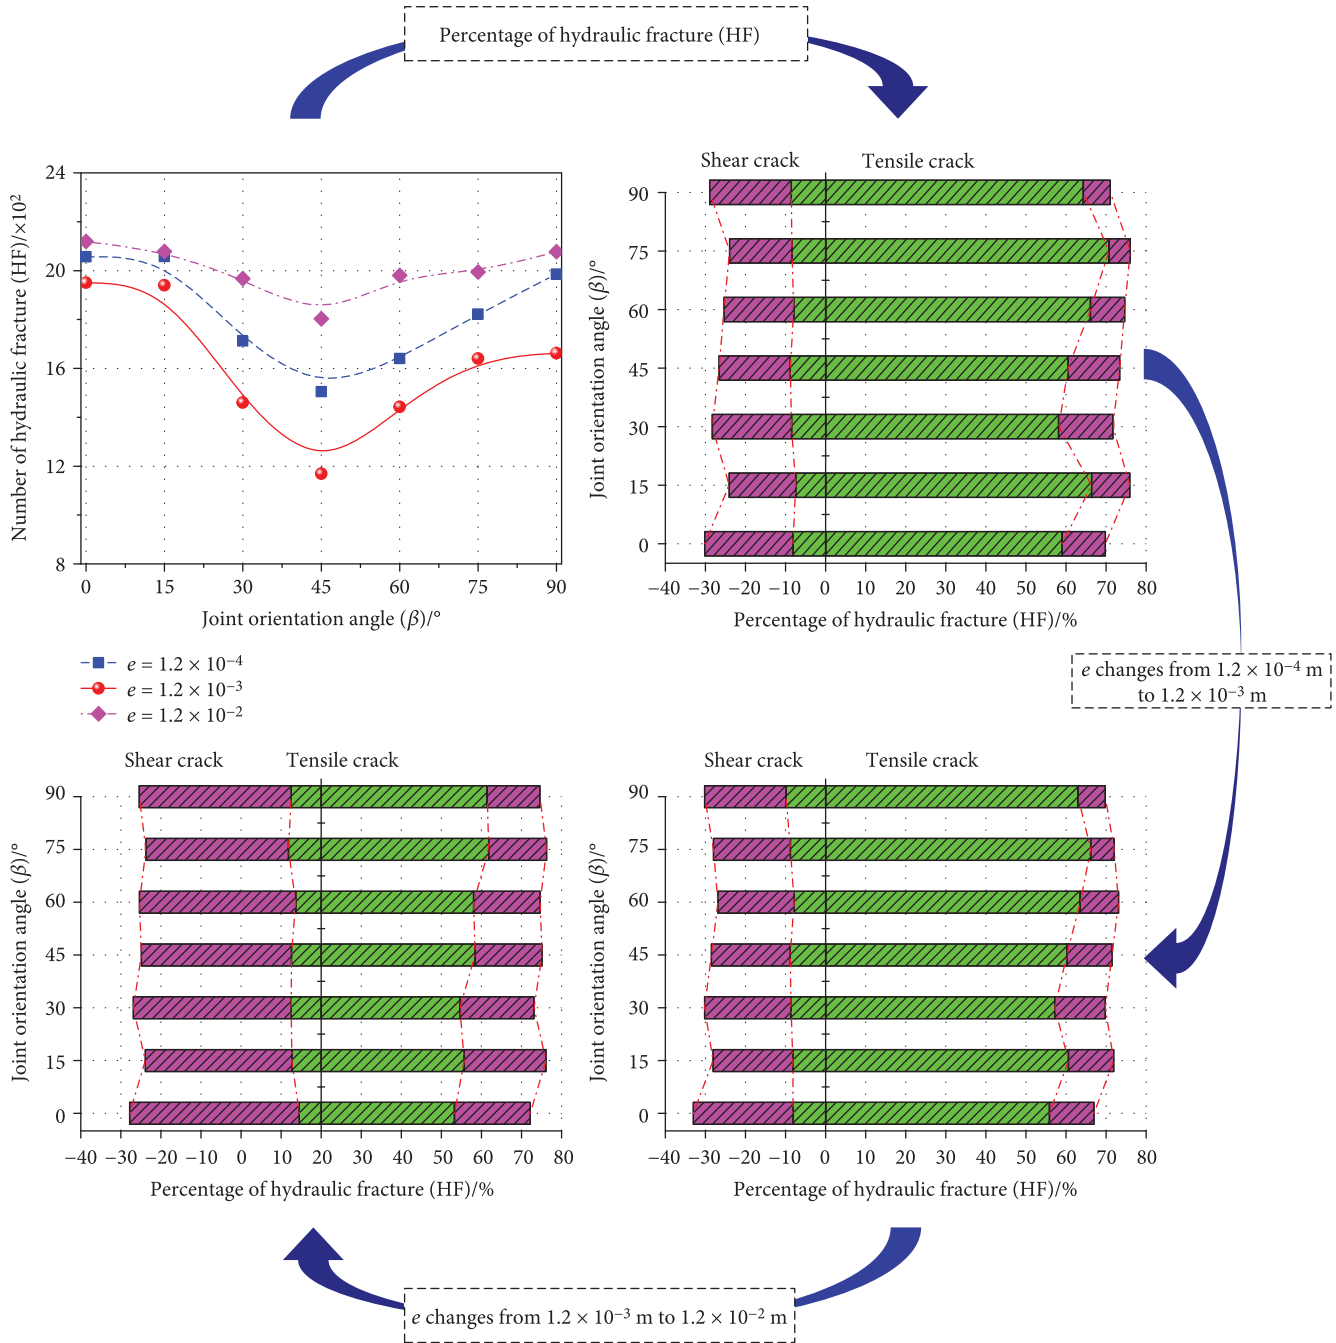 Percentage of hydraulic fracture (HF)
Number of hydraulic fracture (HF)/×10²
24
20
16
12
8
0 15 30 45 60 75 90
Joint orientation angle (β)/°
e = 1.2 × 10⁻⁴
e = 1.2 × 10⁻³
e = 1.2 × 10⁻²
Shear crack Tensile crack
Joint orientation angle (β)/°
90
75
60
45
30
15
0
−40 −30 −20 −10 0 10 20 30 40 50 60 70 80
Percentage of hydraulic fracture (HF)/%
e changes from 1.2 × 10⁻⁴ m
to 1.2 × 10⁻³ m
Shear crack Tensile crack
Joint orientation angle (β)/°
90
75
60
45
30
15
0
−40 −30 −20 −10 0 10 20 20 30 40 50 60 70 80
Percentage of hydraulic fracture (HF)/%
Shear crack Tensile crack
Joint orientation angle (β)/°
90
75
60
45
30
15
0
−40 −30 −20 −10 0 10 20 30 40 50 60 70 80
Percentage of hydraulic fracture (HF)/%
e changes from 1.2 × 10⁻³ m to 1.2 × 10⁻² m